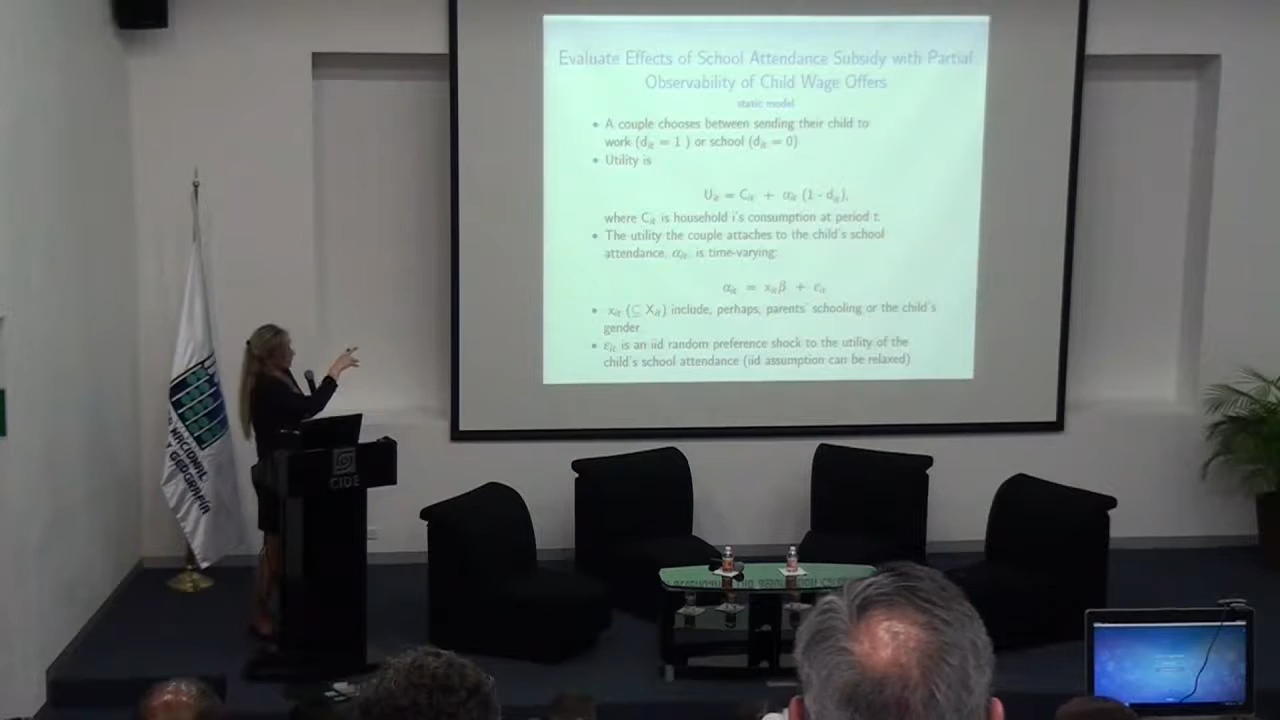 Evaluate Effects of School Attendance Subsidy with Partial
Observability of Child Wage Offers
static model
• A couple chooses between sending their child to
work (d_it = 1 ) or school (d_it = 0)
• Utility is
U_it = C_it + α_it (1 - d_it),
where C_it is household i's consumption at period t.
• The utility the couple attaches to the child's school
attendance, α_it, is time-varying:
α_it = x_it β + ε_it
• x_it (⊆ X_it) include, perhaps, parents' schooling or the child's
gender.
• ε_it is an iid random preference shock to the utility of the
child's school attendance (iid assumption can be relaxed)
NACIONAL
GEOGRAFÍA
CIDE